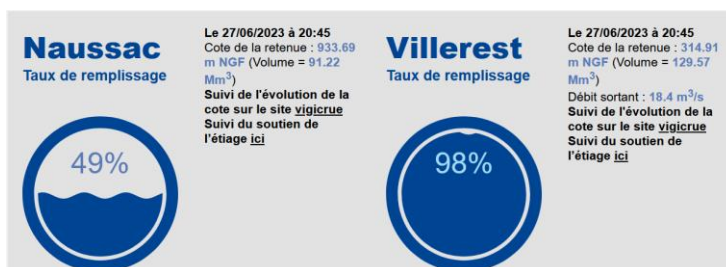 Naussac
Taux de remplissage
49%
Le 27/06/2023 à 20:45
Cote de la retenue : 933.69
m NGF (Volume = 91.22
Mm³)
Suivi de l'évolution de la
cote sur le site vigicrue
Suivi du soutien de
l'étiage ici
Villerest
Taux de remplissage
98%
Le 27/06/2023 à 20:45
Cote de la retenue : 314.91
m NGF (Volume = 129.57
Mm³)
Débit sortant : 18.4 m³/s
Suivi de l'évolution de la
cote sur le site vigicrue
Suivi du soutien de
l'étiage ici